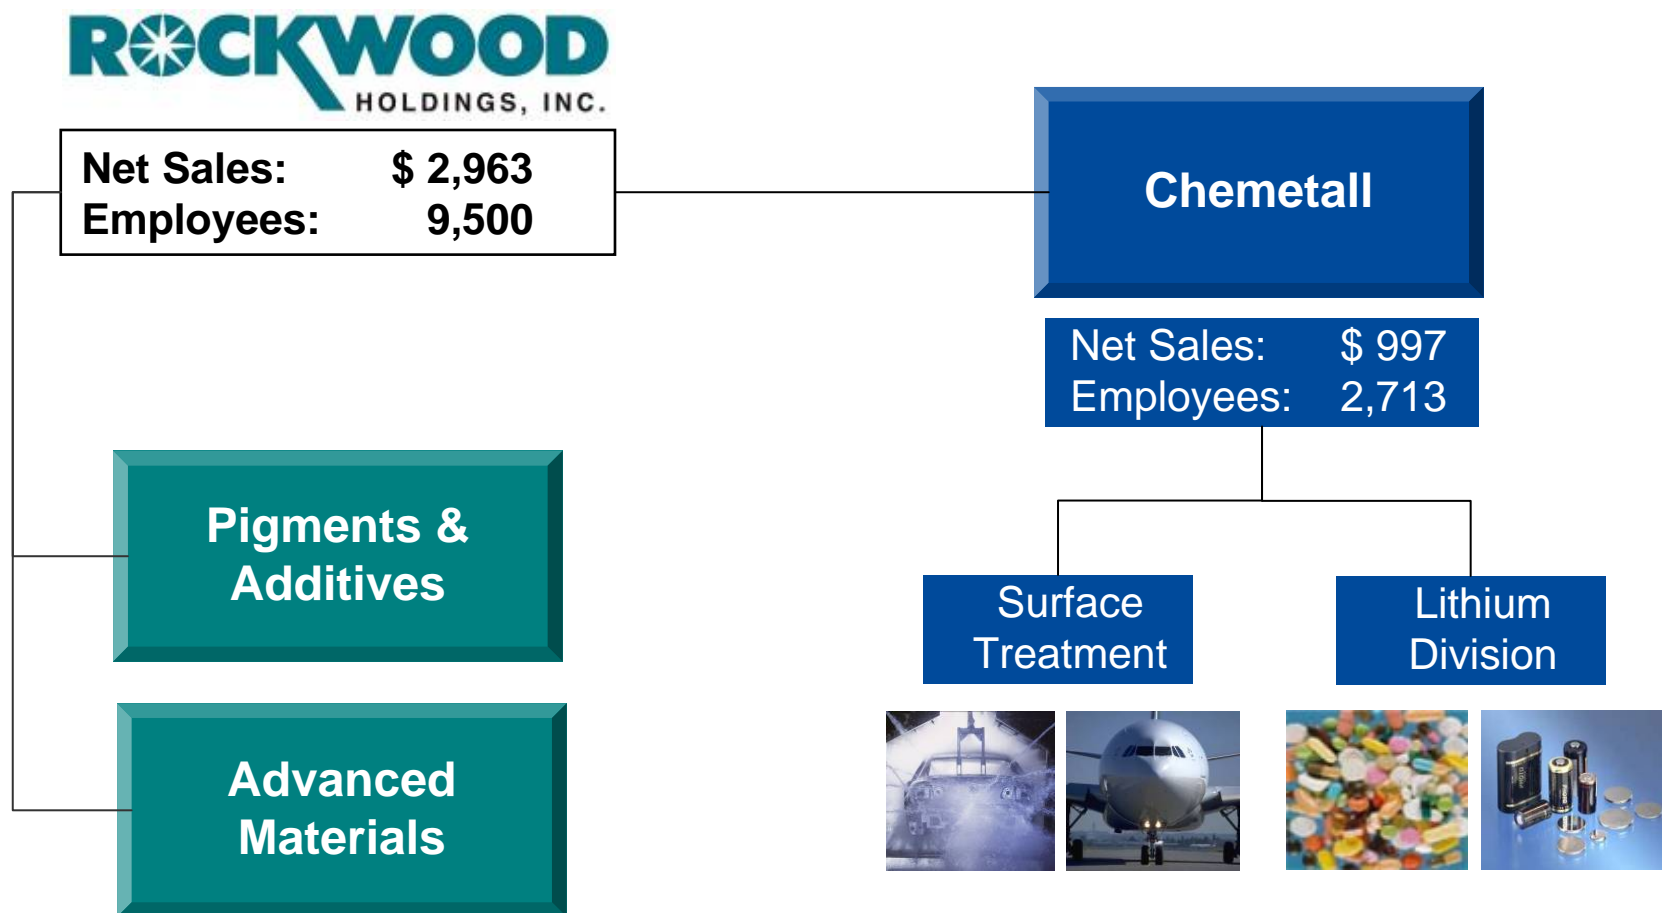 ROCKWOOD
HOLDINGS, INC.
Net Sales: $ 2,963
Employees: 9,500
Chemetall
Net Sales: $ 997
Employees: 2,713
Pigments &
Additives
Surface
Treatment
Lithium
Division
Advanced
Materials